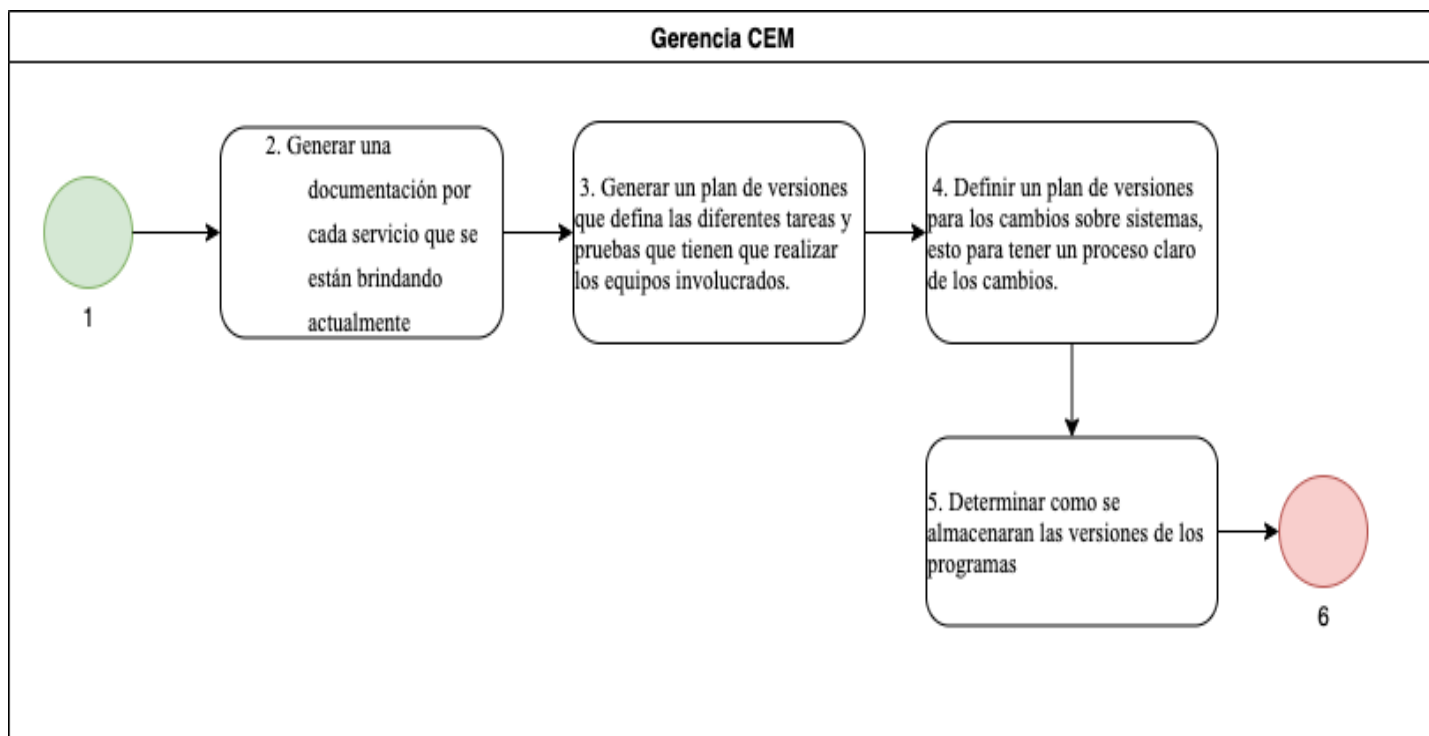 Gerencia CEM
2. Generar una
documentación por
cada servicio que se
están brindando
actualmente
3. Generar un plan de versiones
que defina las diferentes tareas y
pruebas que tienen que realizar
los equipos involucrados.
4. Definir un plan de versiones
para los cambios sobre sistemas,
esto para tener un proceso claro
de los cambios.
1
5. Determinar como se
almacenaran las versiones de los
programas
6